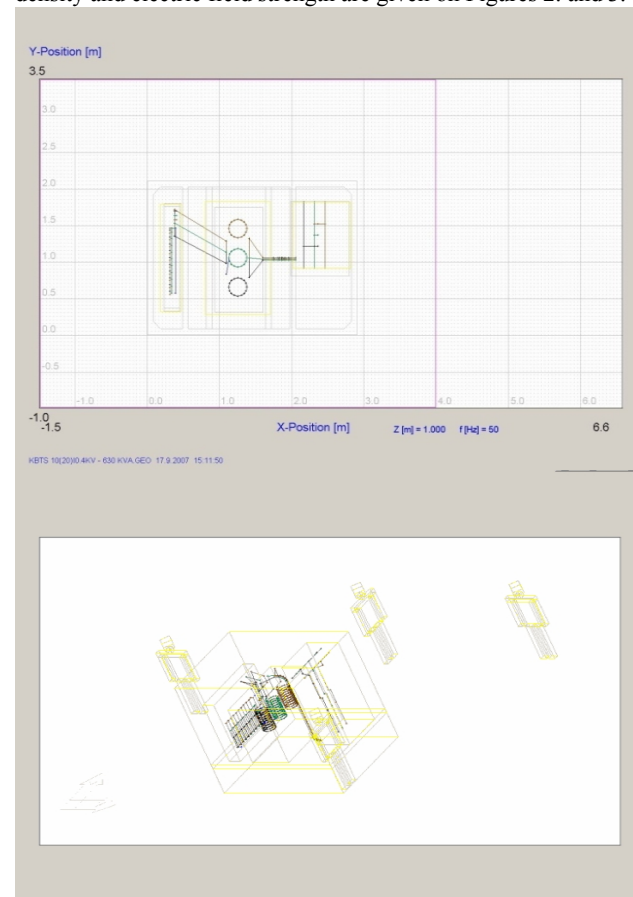 density and electric field strength are given on Figures 2. and 3.
Y-Position [m]
3.5
3.0
2.5
2.0
1.5
1.0
0.5
0.0
-0.5
-1.0 0.0 1.0 2.0 3.0 4.0 5.0 6.0
-1.0
-1.5 X-Position [m] Z [m] = 1.000 f [Hz] = 50 6.6
KBTS 10(20)/0.4KV - 630 KVA.GEO 17.9.2007 15:11:50